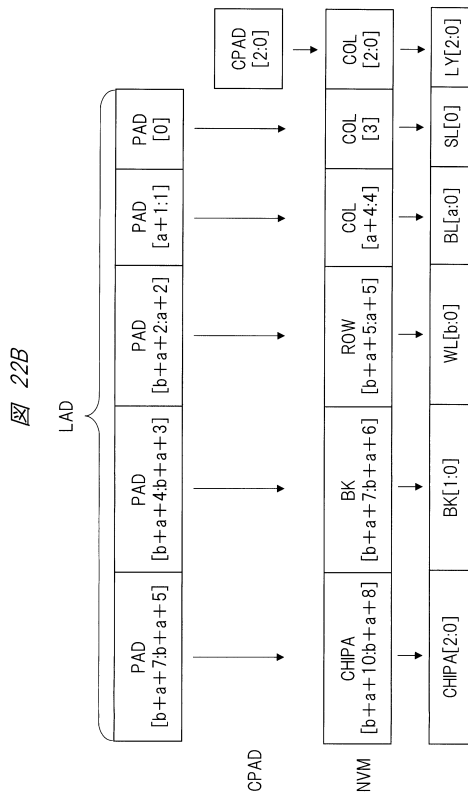 図 22B
LAD
PAD
[b+a+7:b+a+5]
PAD
[b+a+4:b+a+3]
PAD
[b+a+2:a+2]
PAD
[a+1:1]
PAD
[0]
CPAD
CPAD
[2:0]
NVM
CHIPA
[b+a+10:b+a+8]
BK
[b+a+7:b+a+6]
ROW
[b+a+5:a+5]
COL
[a+4:4]
COL
[3]
COL
[2:0]
CHIPA[2:0]
BK[1:0]
WL[b:0]
BL[a:0]
SL[0]
LY[2:0]